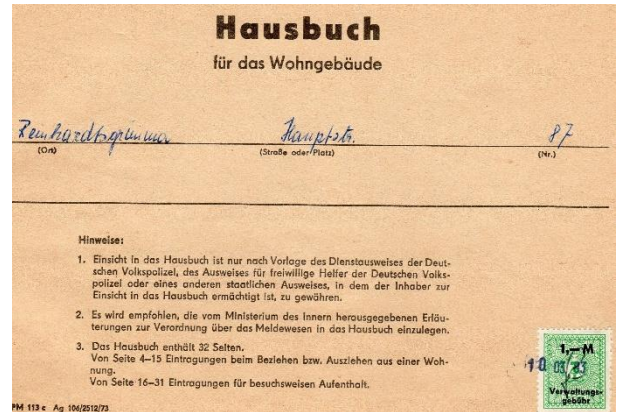 Hausbuch
für das Wohngebäude
Reinhardtsgrimma Hauptstr. 87
(Ort) (Straße oder Platz) (Nr.)
Hinweise:
1. Einsicht in das Hausbuch ist nur nach Vorlage des Dienstausweises der Deut-
schen Volkspolizei, des Ausweises für freiwillige Helfer der Deutschen Volks-
polizei oder eines anderen staatlichen Ausweises, in dem der Inhaber zur
Einsicht in das Hausbuch ermächtigt ist, zu gewähren.
2. Es wird empfohlen, die vom Ministerium des Innern herausgegebenen Erläu-
terungen zur Verordnung über das Meldewesen in das Hausbuch einzulegen.
3. Das Hausbuch enthält 32 Seiten.
Von Seite 4–15 Eintragungen beim Beziehen bzw. Ausziehen aus einer Woh-
nung.
Von Seite 16–31 Eintragungen für besuchsweisen Aufenthalt.
1,— M
10 03 83
Verwaltungs-
gebühr
PM 113 c Ag 106/2512/73